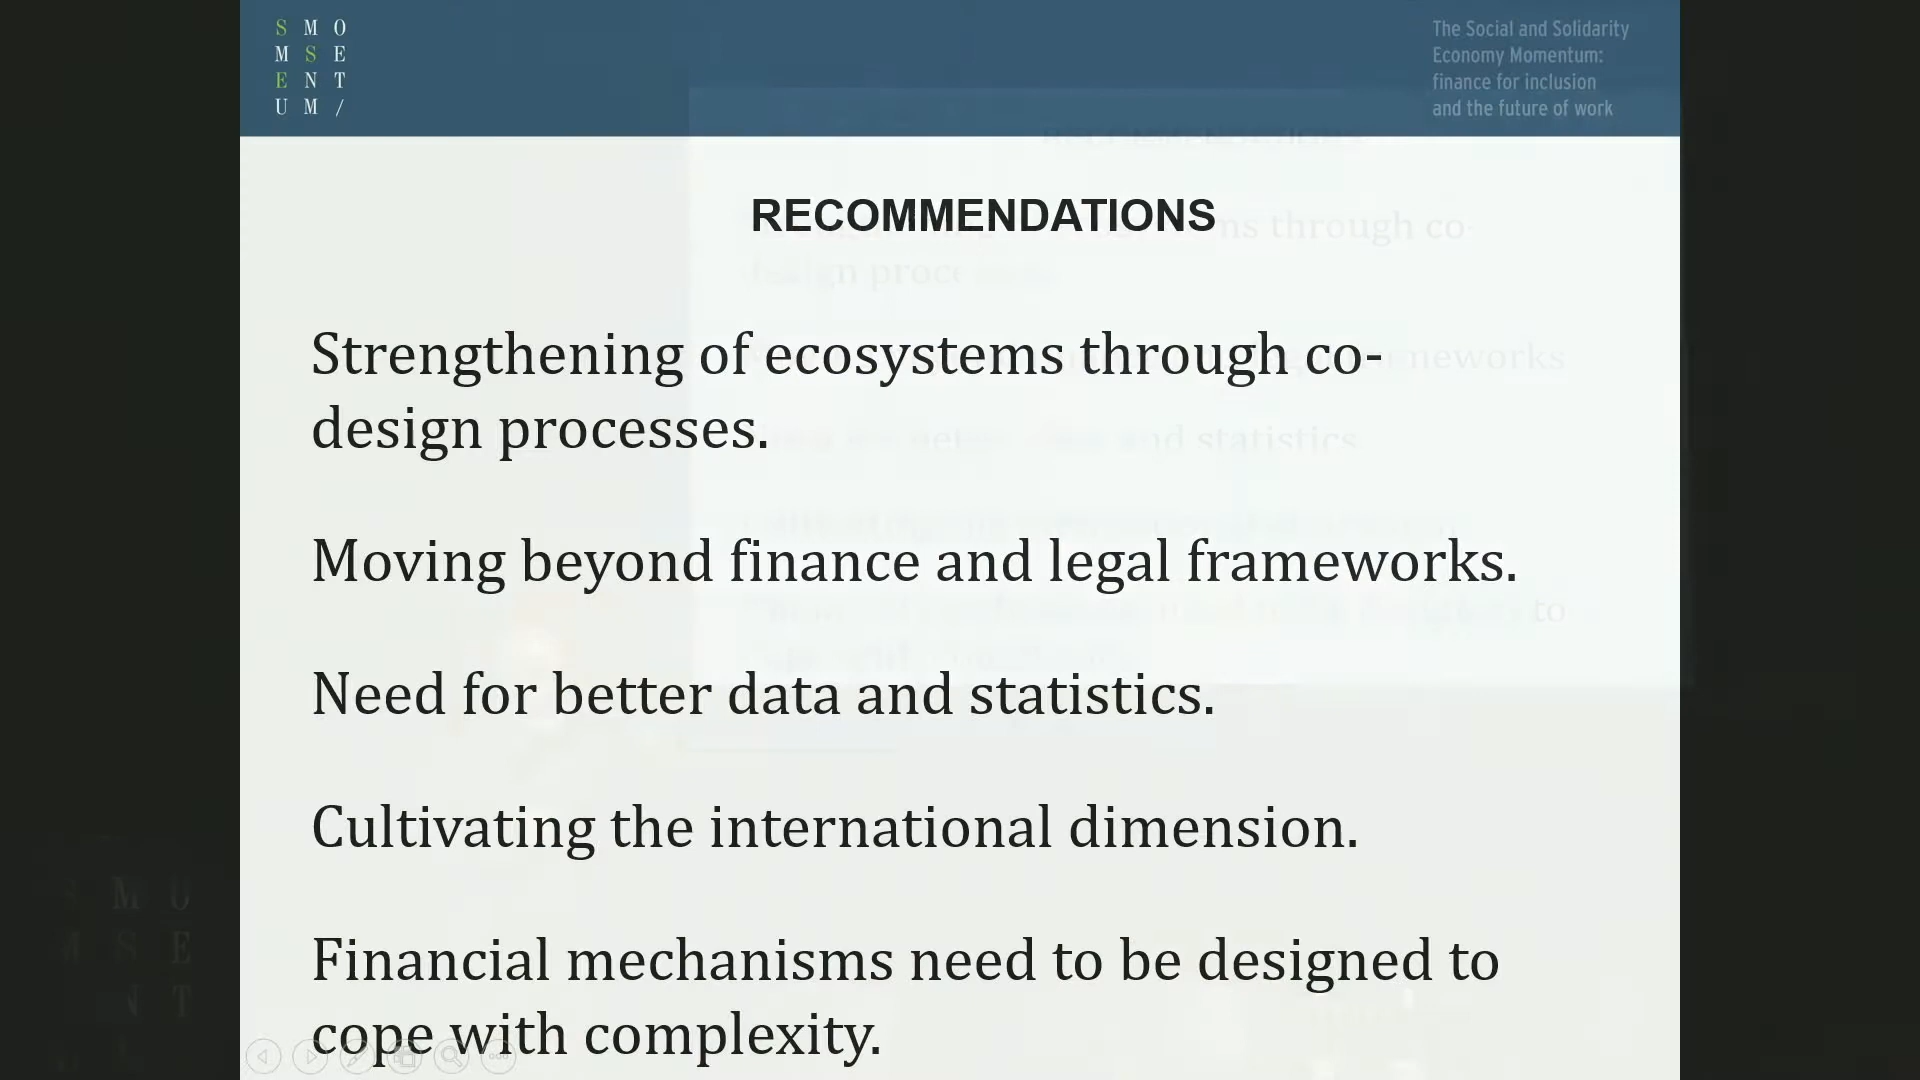 S M O
M S E
E N T
U M /
The Social and Solidarity
Economy Momentum:
finance for inclusion
and the future of work
RECOMMENDATIONS
Strengthening of ecosystems through co-
design processes.
Moving beyond finance and legal frameworks.
Need for better data and statistics.
Cultivating the international dimension.
Financial mechanisms need to be designed to
cope with complexity.